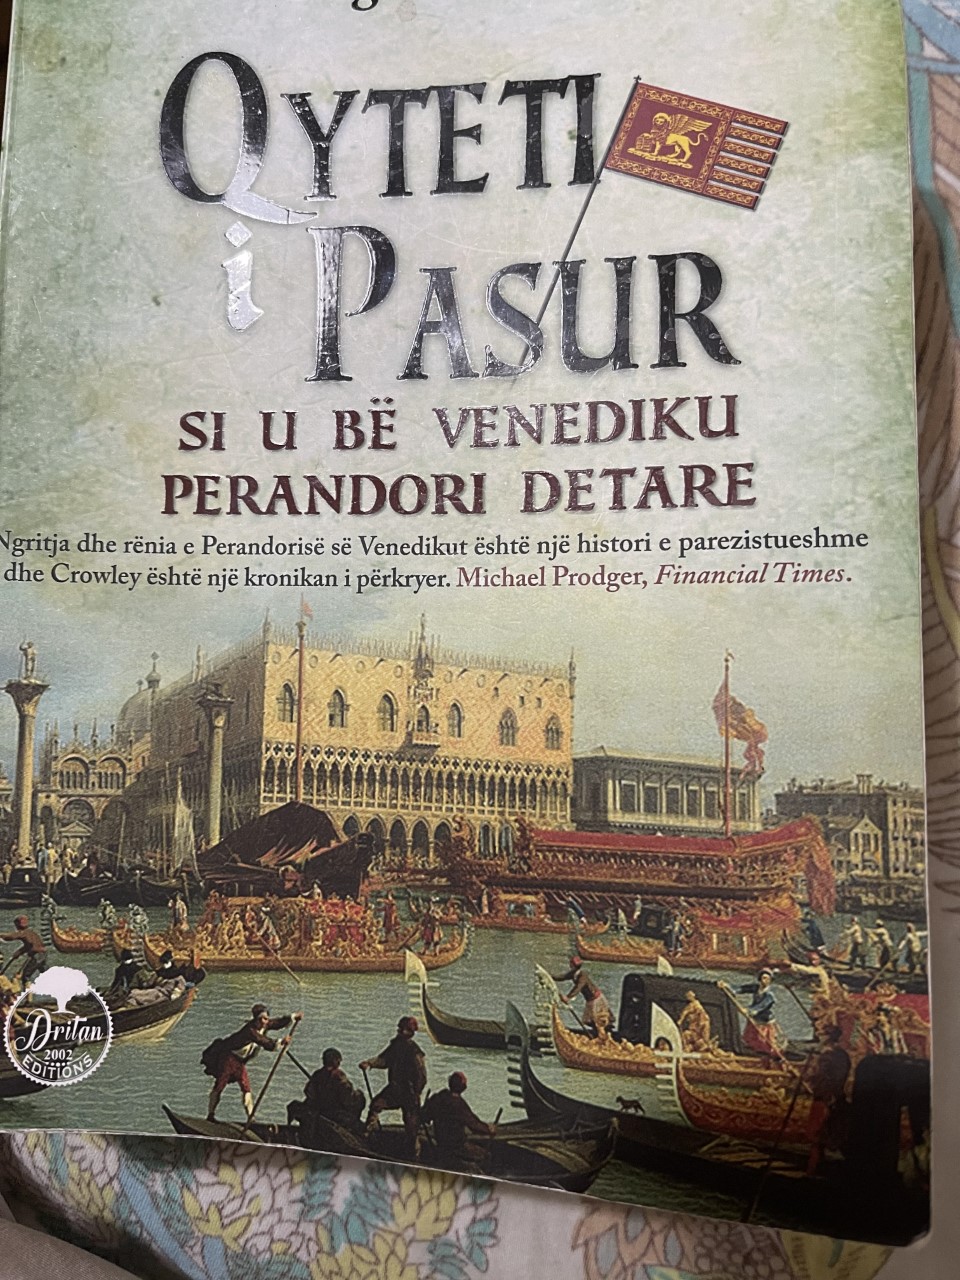 QYTETI
i PASUR
SI U BË VENEDIKU
PERANDORI DETARE
Ngritja dhe rënia e Perandorisë së Venedikut është një histori e parezistueshme
dhe Crowley është një kronikan i përkryer. Michael Prodger, Financial Times.
Dritan
2002
EDITIONS